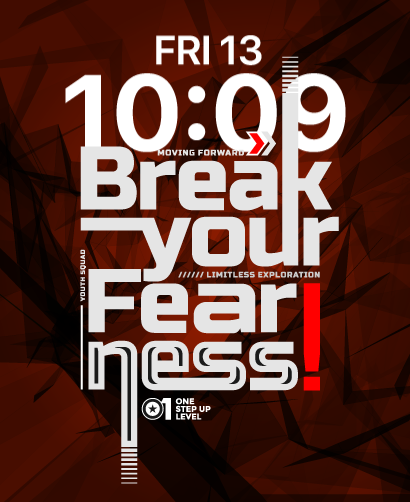 FRI 13
10:09
MOVING FORWARD
Break
your
////// LIMITLESS EXPLORATION
YOUTH SQUAD
Fear
ness!
01 ONE
STEP UP
LEVEL